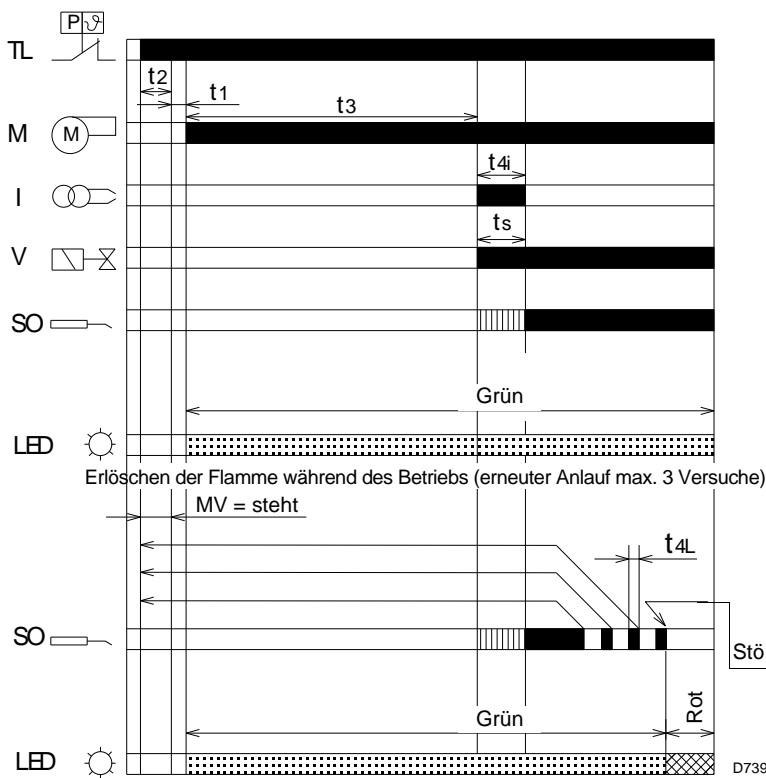 P ϑ
TL
t2
t1
t3
M M
t4i
I
ts
V
SO
Grün
LED
Erlöschen der Flamme während des Betriebs (erneuter Anlauf max. 3 Versuche)
MV = steht
t4L
SO
Stö
Grün
Rot
LED
D739